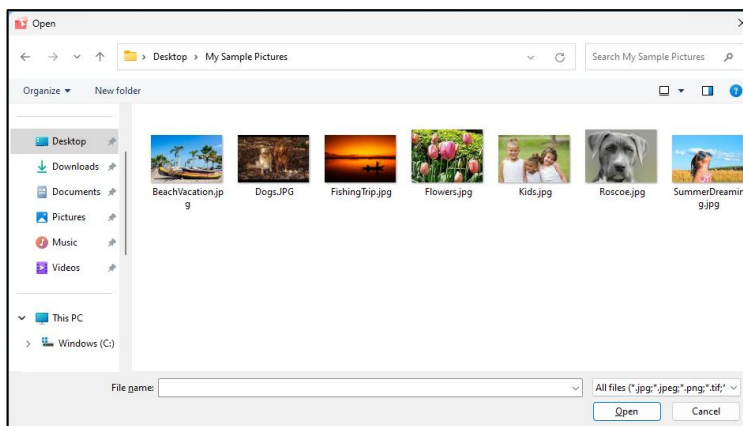 Open
Desktop > My Sample Pictures
Search My Sample Pictures
Organize
New folder
Desktop
Downloads
Documents
Pictures
Music
Videos
This PC
Windows (C:)
BeachVacation.jp
g
Dogs.JPG
FishingTrip.jpg
Flowers.jpg
Kids.jpg
Roscoe.jpg
SummerDreamin
g.jpg
File name:
All files (*.jpg;*.jpeg;*.png;*.tif;*
Open
Cancel